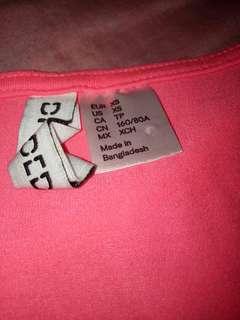 EUR XS
US XS
CA TP
CN 160/80A
MX XCH
Made in
Bangladesh